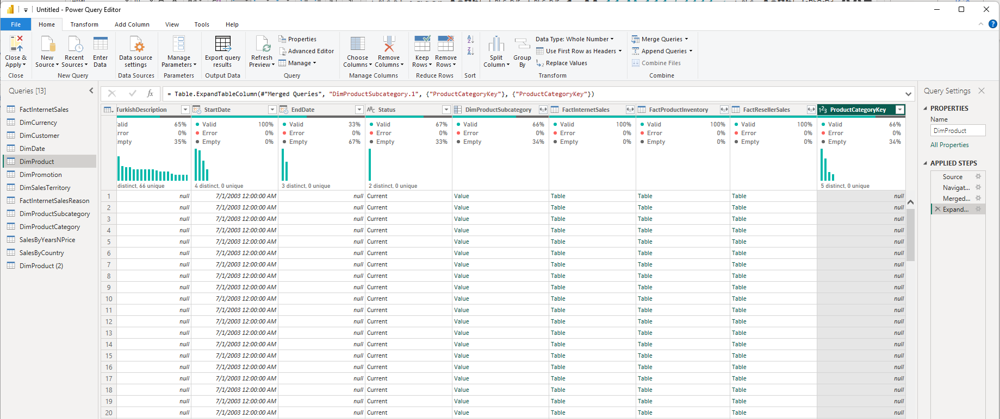 Untitled - Power Query Editor
File Home Transform Add Column View Tools Help
Close & Apply
New Source
Recent Sources
Enter Data
Data source settings
Manage Parameters
Export query results
Refresh Preview
Properties
Advanced Editor
Manage
Choose Columns
Remove Columns
Keep Rows
Remove Rows
Split Column
Group By
Data Type: Whole Number
Use First Row as Headers
Replace Values
Merge Queries
Append Queries
Combine Files
Close New Query Data Sources Parameters Output Data Query Manage Columns Reduce Rows Sort Transform Combine
Queries [13]
FactInternetSales
DimCurrency
DimCustomer
DimDate
DimProduct
DimPromotion
DimSalesTerritory
FactInternetSalesReason
DimProductSubcategory
DimProductCategory
SalesByYearsNPrice
SalesByCountry
DimProduct (2)
fx
= Table.ExpandTableColumn(#"Merged Queries", "DimProductSubcategory.1", {"ProductCategoryKey"}, {"ProductCategoryKey"})
TurkishDescription StartDate EndDate ABC Status DimProductSubcategory FactInternetSales FactProductInventory FactResellerSales 123 ProductCategoryKey
Valid 65% Valid 100% Valid 33% Valid 67% Valid 66% Valid 100% Valid 100% Valid 100% Valid 66%
Error 0% Error 0% Error 0% Error 0% Error 0% Error 0% Error 0% Error 0% Error 0%
Empty 35% Empty 0% Empty 67% Empty 33% Empty 34% Empty 0% Empty 0% Empty 0% Empty 34%
distinct, 66 unique 4 distinct, 0 unique 3 distinct, 0 unique 2 distinct, 0 unique 5 distinct, 0 unique
1 null 7/1/2003 12:00:00 AM null Current Value Table Table Table null
2 null 7/1/2003 12:00:00 AM null Current Value Table Table Table null
3 null 7/1/2003 12:00:00 AM null Current Value Table Table Table null
4 null 7/1/2003 12:00:00 AM null Current Value Table Table Table null
5 null 7/1/2003 12:00:00 AM null Current Value Table Table Table null
6 null 7/1/2003 12:00:00 AM null Current Value Table Table Table null
7 null 7/1/2003 12:00:00 AM null Current Value Table Table Table null
8 null 7/1/2003 12:00:00 AM null Current Value Table Table Table null
9 null 7/1/2003 12:00:00 AM null Current Value Table Table Table null
10 null 7/1/2003 12:00:00 AM null Current Value Table Table Table null
11 null 7/1/2003 12:00:00 AM null Current Value Table Table Table null
12 null 7/1/2003 12:00:00 AM null Current Value Table Table Table null
13 null 7/1/2003 12:00:00 AM null Current Value Table Table Table null
14 null 7/1/2003 12:00:00 AM null Current Value Table Table Table null
15 null 7/1/2003 12:00:00 AM null Current Value Table Table Table null
16 null 7/1/2003 12:00:00 AM null Current Value Table Table Table null
17 null 7/1/2003 12:00:00 AM null Current Value Table Table Table null
18 null 7/1/2003 12:00:00 AM null Current Value Table Table Table null
19 null 7/1/2003 12:00:00 AM null Current Value Table Table Table null
20 null 7/1/2003 12:00:00 AM null Current Value Table Table Table null
Query Settings
PROPERTIES
Name
DimProduct
All Properties
APPLIED STEPS
Source
Navigat...
Merged...
Expand...